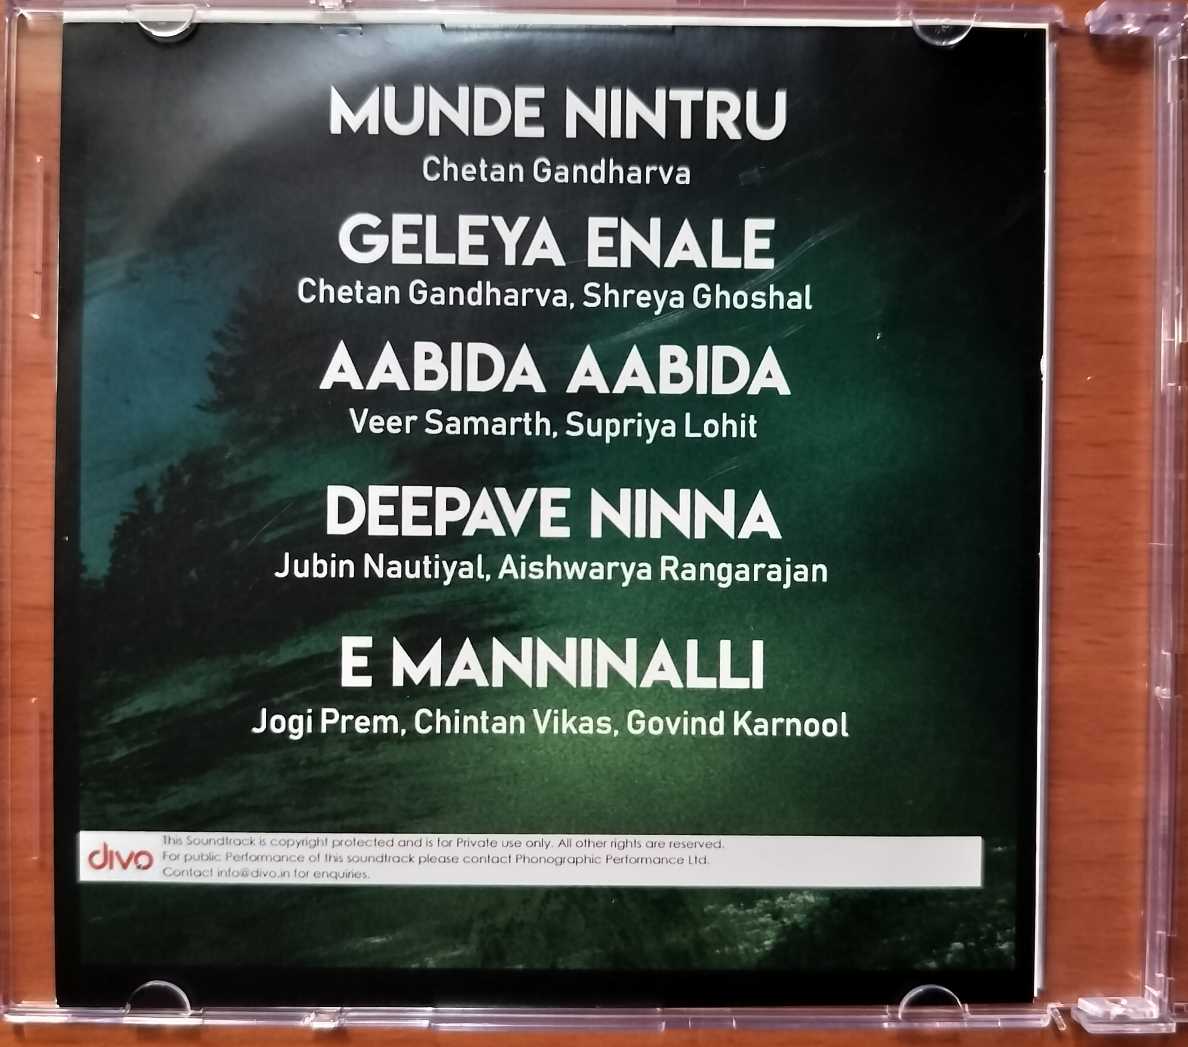 MUNDE NINTRU
Chetan Gandharva
GELEYA ENALE
Chetan Gandharva, Shreya Ghoshal
AABIDA AABIDA
Veer Samarth, Supriya Lohit
DEEPAVE NINNA
Jubin Nautiyal, Aishwarya Rangarajan
E MANNINALLI
Jogi Prem, Chintan Vikas, Govind Karnool
divo
This Soundtrack is copyright protected and is for Private use only. All other rights are reserved.
For public Performance of this soundtrack please contact Phonographic Performance Ltd.
Contact info@divo.in for enquiries.